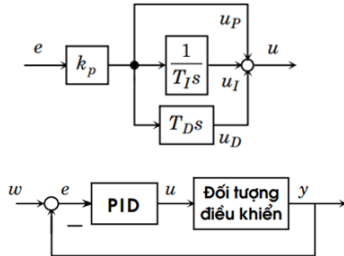 u_P
e
k_p
1
T_I s
u
u_I
T_D s
u_D
w
e
PID
u
Đối tượng
điều khiển
y
−